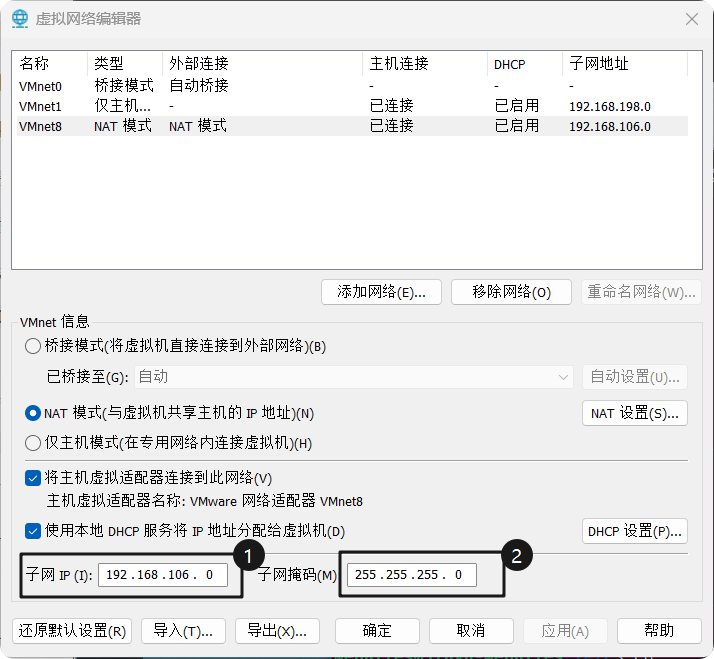 虚拟网络编辑器
名称 类型 外部连接 主机连接 DHCP 子网地址
VMnet0 桥接模式 自动桥接 - - -
VMnet1 仅主机... - 已连接 已启用 192.168.198.0
VMnet8 NAT 模式 NAT 模式 已连接 已启用 192.168.106.0
添加网络(E)... 移除网络(O) 重命名网络(W)...
VMnet 信息
桥接模式(将虚拟机直接连接到外部网络)(B)
已桥接至(G): 自动 自动设置(U)...
NAT 模式(与虚拟机共享主机的 IP 地址)(N) NAT 设置(S)...
仅主机模式(在专用网络内连接虚拟机)(H)
将主机虚拟适配器连接到此网络(V)
主机虚拟适配器名称: VMware 网络适配器 VMnet8
使用本地 DHCP 服务将 IP 地址分配给虚拟机(D) DHCP 设置(P)...
1 2
子网 IP (I): 192.168.106. 0 子网掩码(M) 255.255.255. 0
还原默认设置(R) 导入(T)... 导出(X)... 确定 取消 应用(A) 帮助